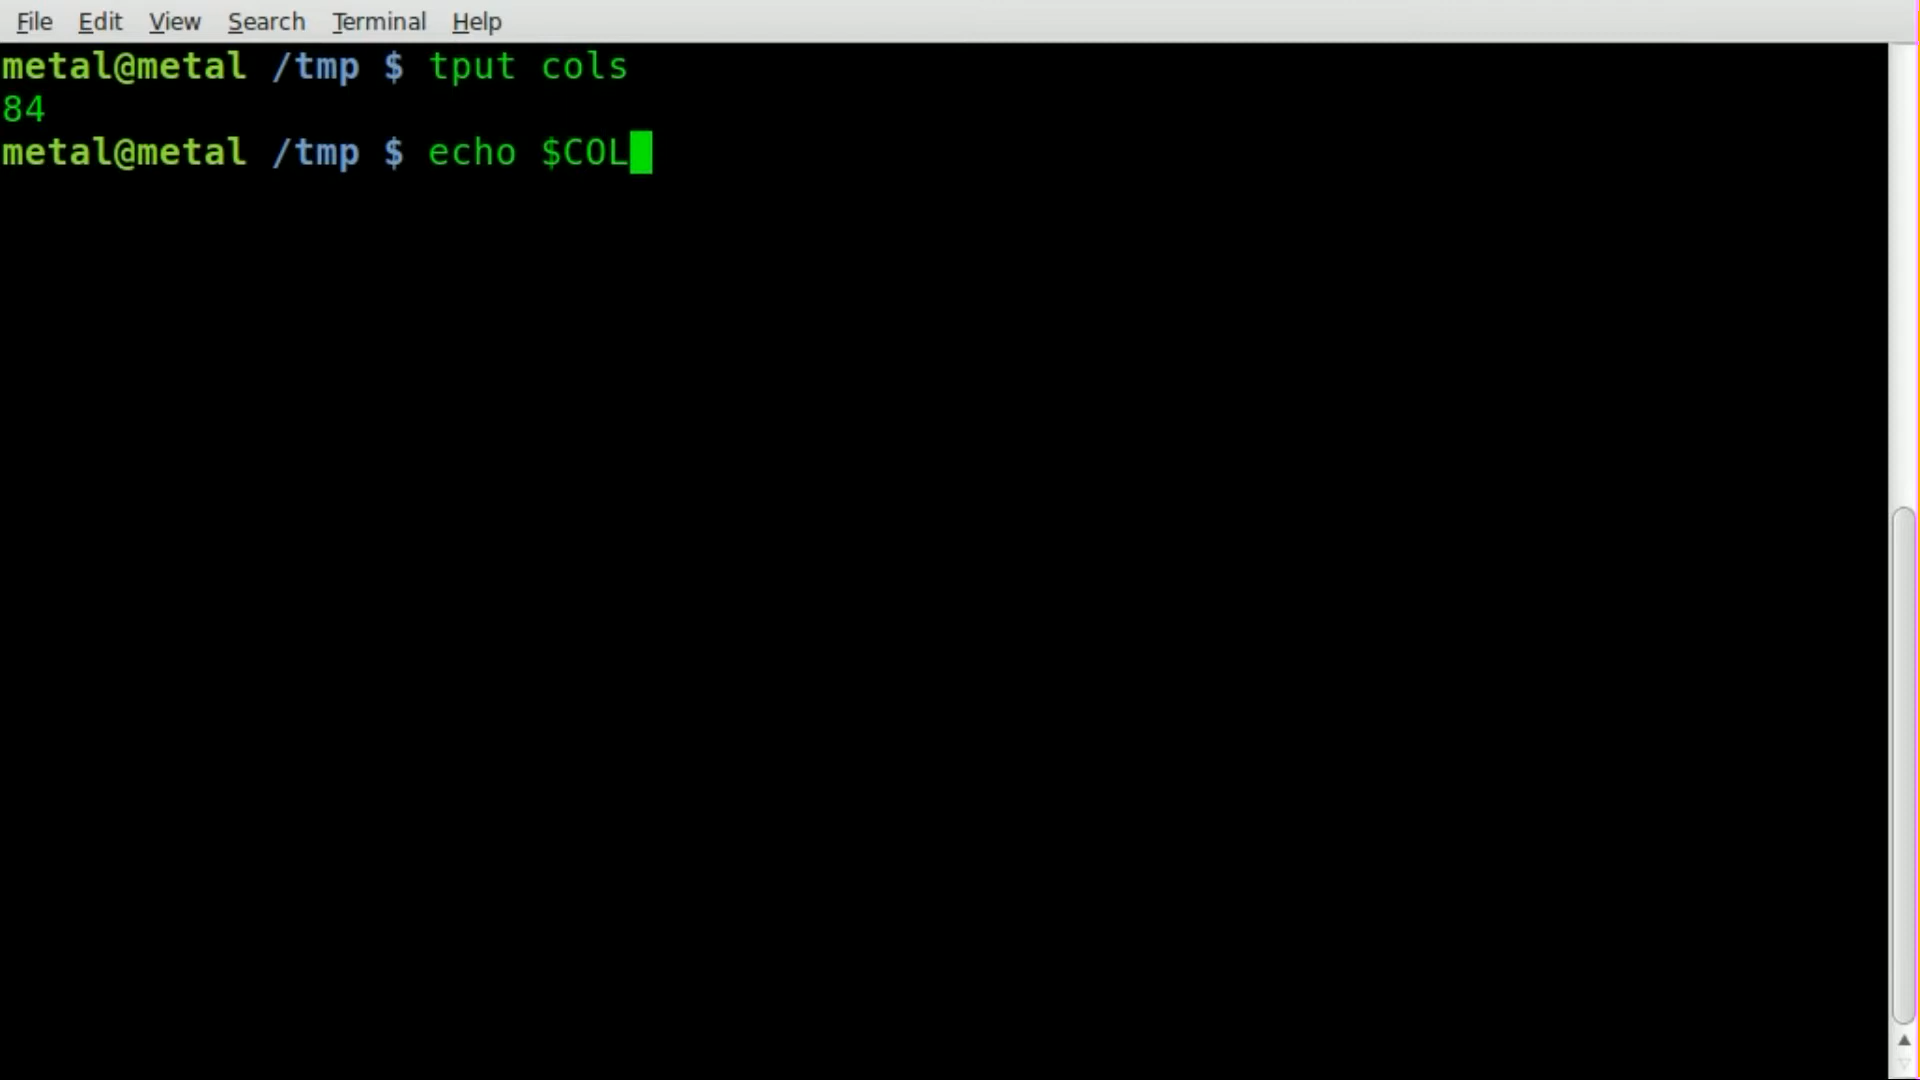 File Edit View Search Terminal Help
metal@metal /tmp $ tput cols
84
metal@metal /tmp $ echo $COL